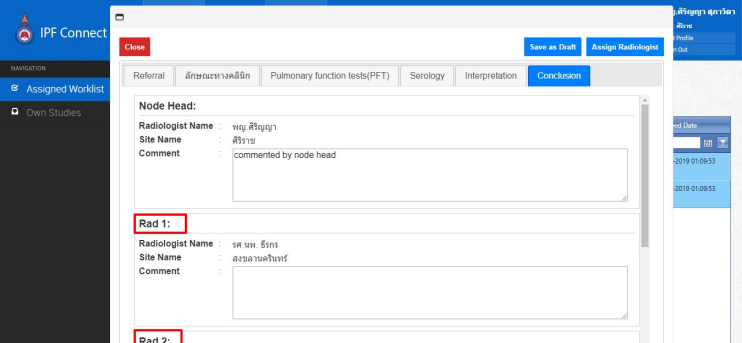 ญ.ศิริญญา สุภาวิตา
ศิริราช
t Profile
n Out
IPF Connect
Close
Save as Draft Assign Radiologist
NAVIGATION
Assigned Worklist
Own Studies
Referral ลักษณะทางคลินิก Pulmonary function tests(PFT) Serology Interpretation Conclusion
Node Head:
Radiologist Name : พญ.ศิริญญา
Site Name : ศิริราช
Comment : commented by node head
ved Date
-2019 01:09:53
-2019 01:09:53
Rad 1:
Radiologist Name : รศ.นพ. ธีรกร
Site Name : สงขลานครินทร์
Comment :
Rad 2: